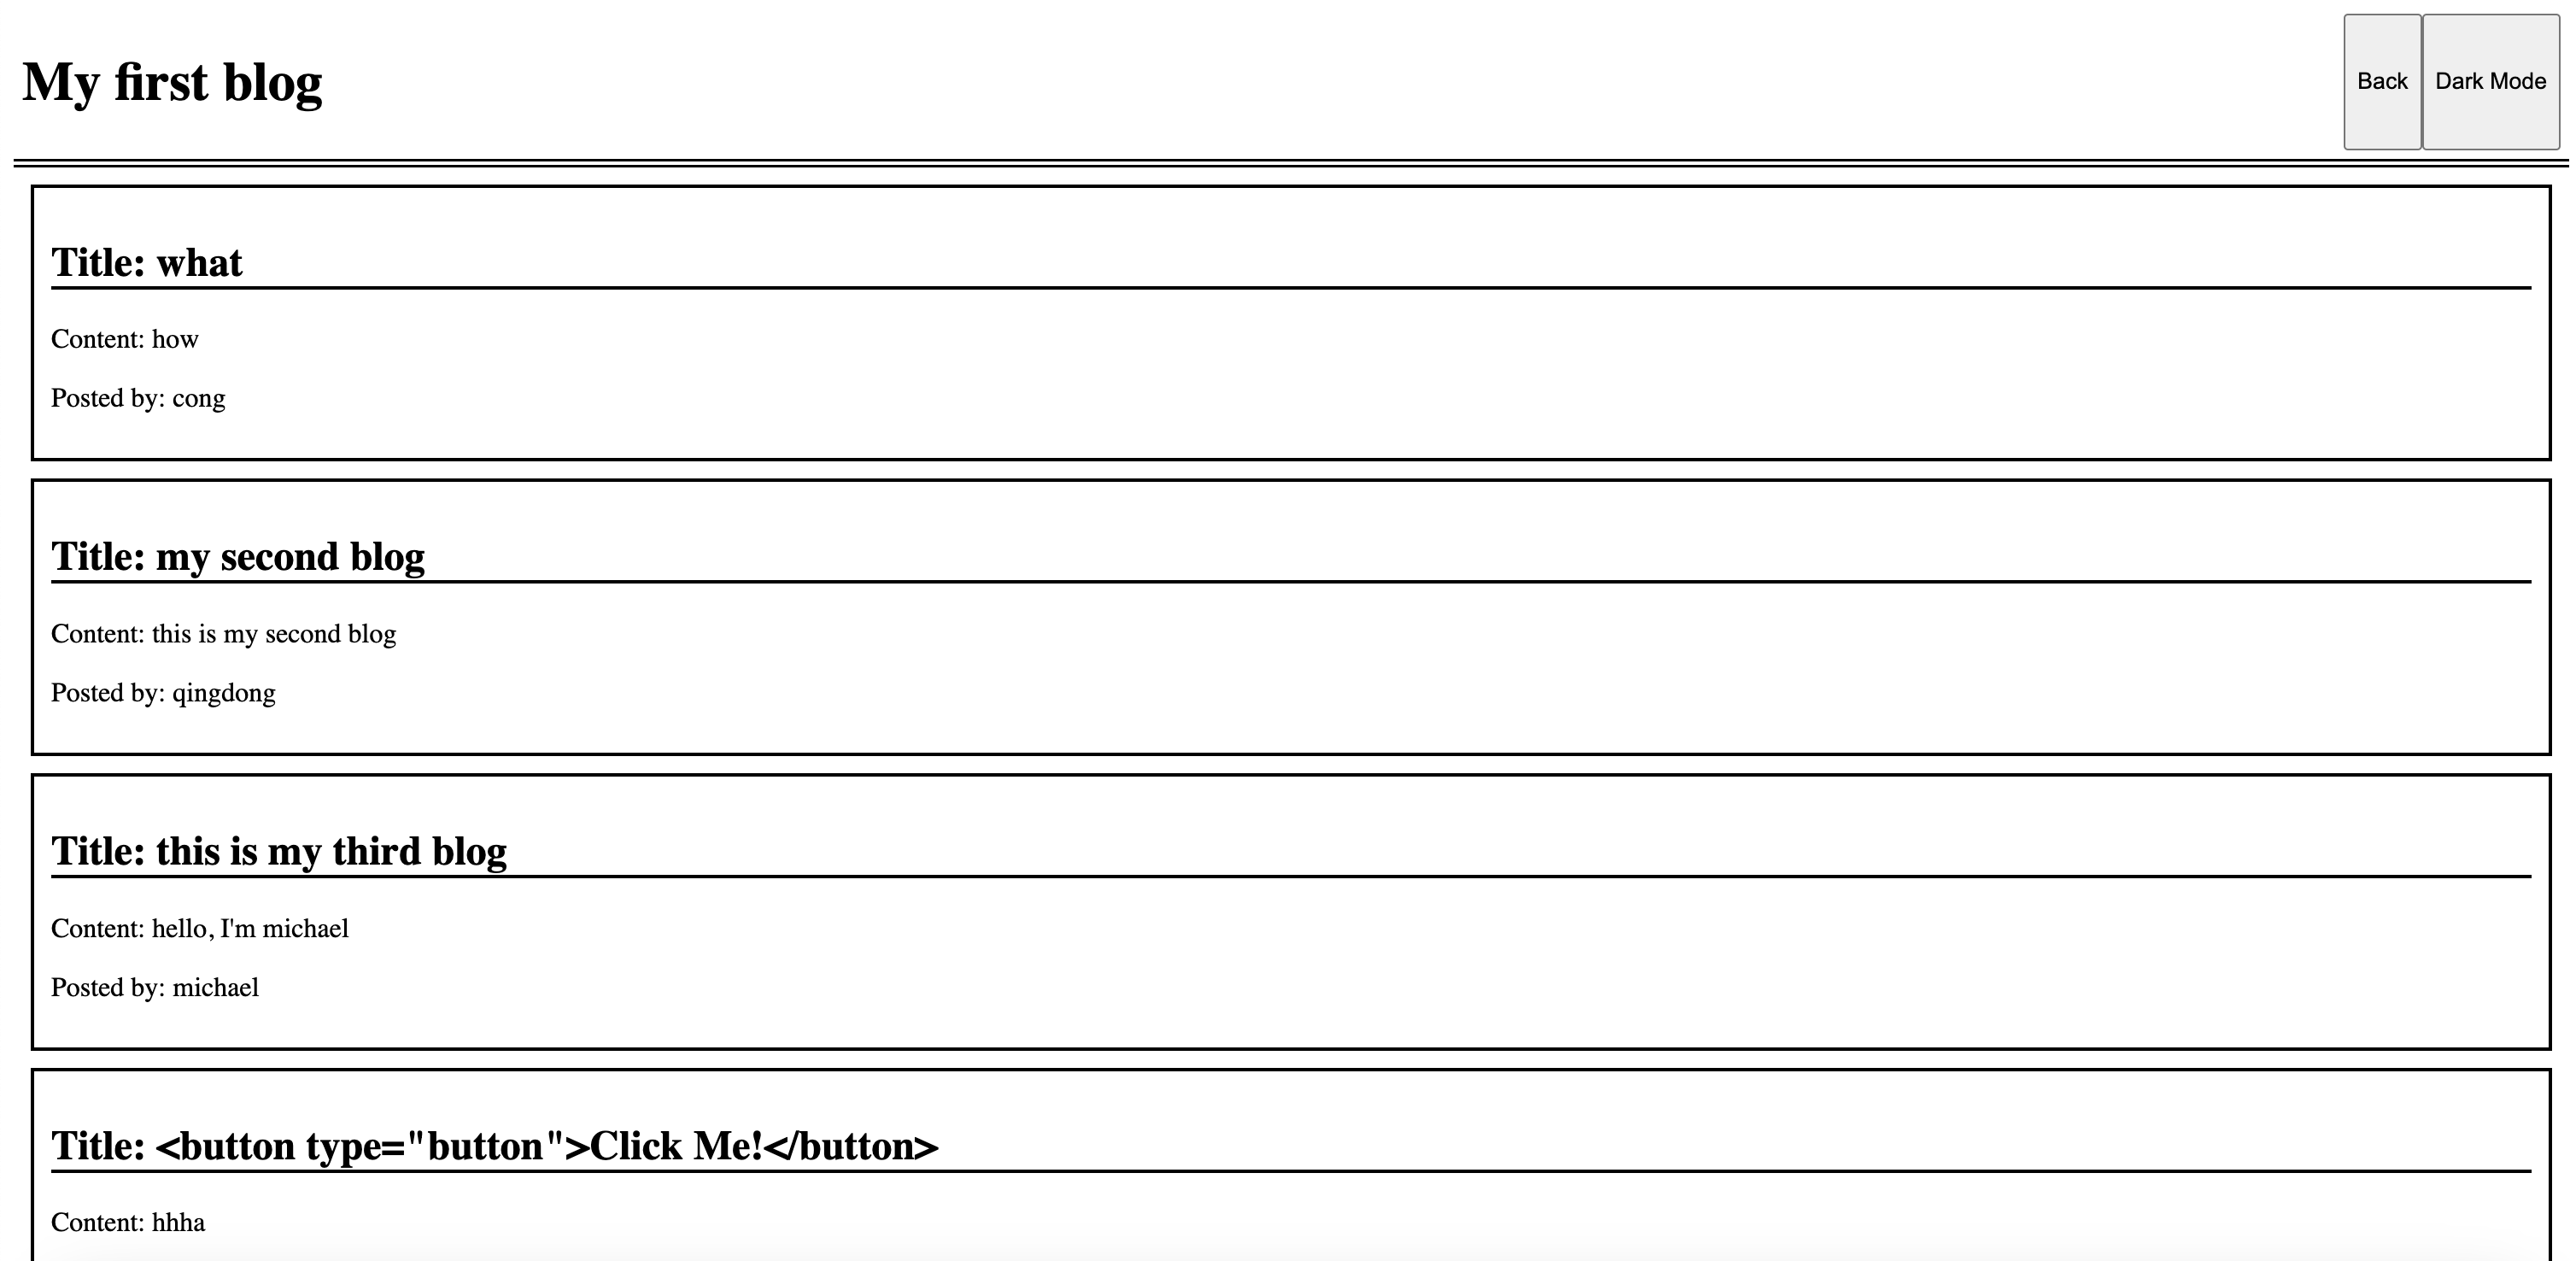 My first blog
Back
Dark Mode
Title: what
Content: how
Posted by: cong
Title: my second blog
Content: this is my second blog
Posted by: qingdong
Title: this is my third blog
Content: hello, I'm michael
Posted by: michael
Title: <button type="button">Click Me!</button>
Content: hhha